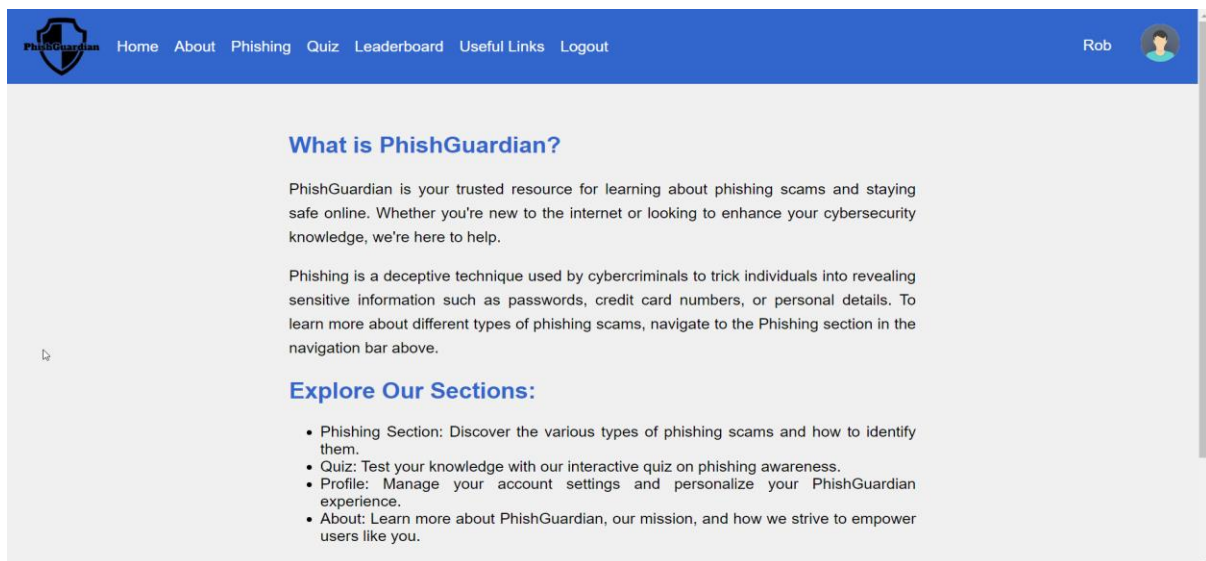 PhishGuardian
Home About Phishing Quiz Leaderboard Useful Links Logout
Rob
What is PhishGuardian?
PhishGuardian is your trusted resource for learning about phishing scams and staying
safe online. Whether you're new to the internet or looking to enhance your cybersecurity
knowledge, we're here to help.
Phishing is a deceptive technique used by cybercriminals to trick individuals into revealing
sensitive information such as passwords, credit card numbers, or personal details. To
learn more about different types of phishing scams, navigate to the Phishing section in the
navigation bar above.
Explore Our Sections:
• Phishing Section: Discover the various types of phishing scams and how to identify
them.
• Quiz: Test your knowledge with our interactive quiz on phishing awareness.
• Profile: Manage your account settings and personalize your PhishGuardian
experience.
• About: Learn more about PhishGuardian, our mission, and how we strive to empower
users like you.